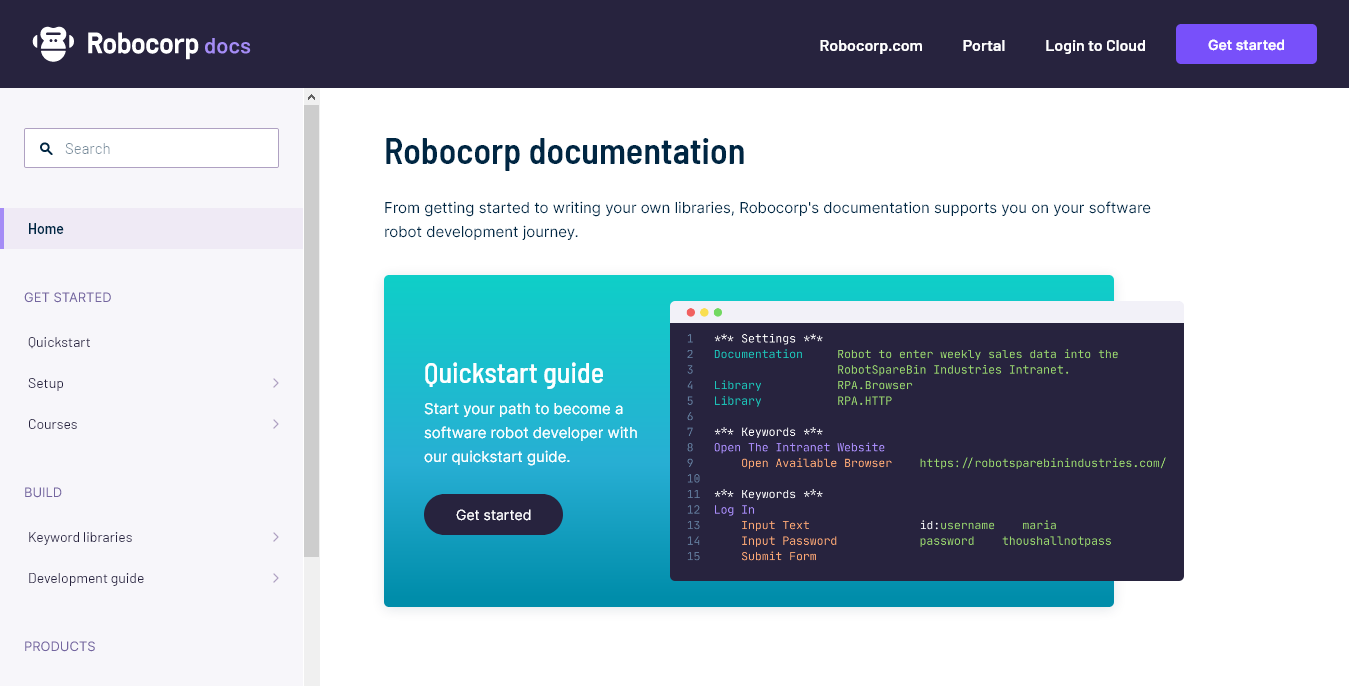 Robocorp docs
Robocorp.com
Portal
Login to Cloud
Get started
Search
Home
GET STARTED
Quickstart
Setup
Courses
BUILD
Keyword libraries
Development guide
PRODUCTS
Robocorp documentation
From getting started to writing your own libraries, Robocorp's documentation supports you on your software
robot development journey.
Quickstart guide
Start your path to become a
software robot developer with
our quickstart guide.
Get started
1 *** Settings ***
2 Documentation Robot to enter weekly sales data into the
3 RobotSpareBin Industries Intranet.
4 Library RPA.Browser
5 Library RPA.HTTP
6
7 *** Keywords ***
8 Open The Intranet Website
9 Open Available Browser https://robotsparebinindustries.com/
10
11 *** Keywords ***
12 Log In
13 Input Text id:username maria
14 Input Password password thoushallnotpass
15 Submit Form